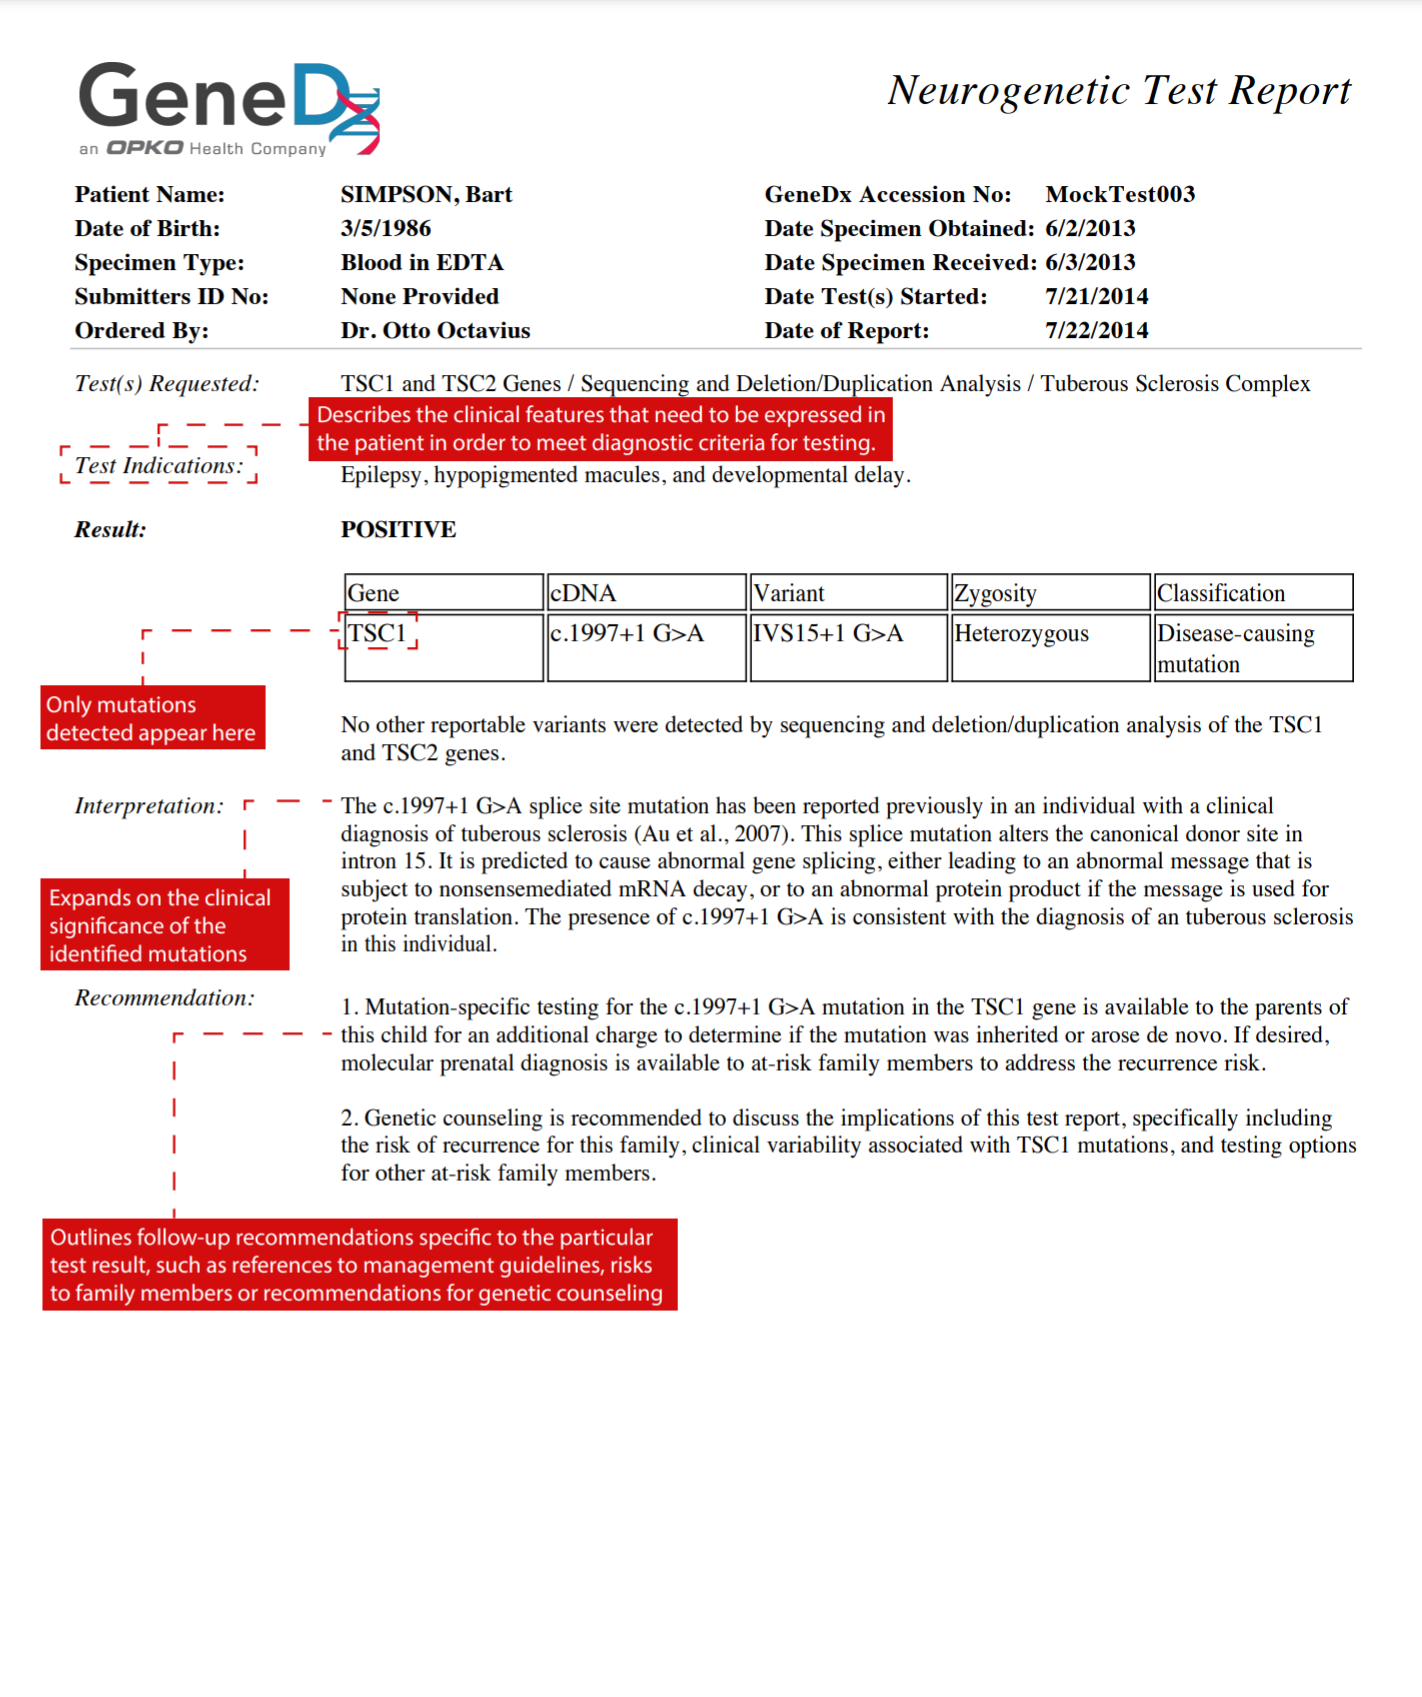 GeneDx
an OPKO Health Company
Neurogenetic Test Report
Patient Name: SIMPSON, Bart GeneDx Accession No: MockTest003
Date of Birth: 3/5/1986 Date Specimen Obtained: 6/2/2013
Specimen Type: Blood in EDTA Date Specimen Received: 6/3/2013
Submitters ID No: None Provided Date Test(s) Started: 7/21/2014
Ordered By: Dr. Otto Octavius Date of Report: 7/22/2014
Test(s) Requested: TSC1 and TSC2 Genes / Sequencing and Deletion/Duplication Analysis / Tuberous Sclerosis Complex
Describes the clinical features that need to be expressed in
the patient in order to meet diagnostic criteria for testing.
Test Indications: Epilepsy, hypopigmented macules, and developmental delay.
Result: POSITIVE
Gene cDNA Variant Zygosity Classification
TSC1 c.1997+1 G>A IVS15+1 G>A Heterozygous Disease-causing
mutation
Only mutations
detected appear here
No other reportable variants were detected by sequencing and deletion/duplication analysis of the TSC1
and TSC2 genes.
Interpretation: The c.1997+1 G>A splice site mutation has been reported previously in an individual with a clinical
diagnosis of tuberous sclerosis (Au et al., 2007). This splice mutation alters the canonical donor site in
intron 15. It is predicted to cause abnormal gene splicing, either leading to an abnormal message that is
subject to nonsensemediated mRNA decay, or to an abnormal protein product if the message is used for
protein translation. The presence of c.1997+1 G>A is consistent with the diagnosis of an tuberous sclerosis
in this individual.
Expands on the clinical
significance of the
identified mutations
Recommendation: 1. Mutation-specific testing for the c.1997+1 G>A mutation in the TSC1 gene is available to the parents of
this child for an additional charge to determine if the mutation was inherited or arose de novo. If desired,
molecular prenatal diagnosis is available to at-risk family members to address the recurrence risk.
2. Genetic counseling is recommended to discuss the implications of this test report, specifically including
the risk of recurrence for this family, clinical variability associated with TSC1 mutations, and testing options
for other at-risk family members.
Outlines follow-up recommendations specific to the particular
test result, such as references to management guidelines, risks
to family members or recommendations for genetic counseling